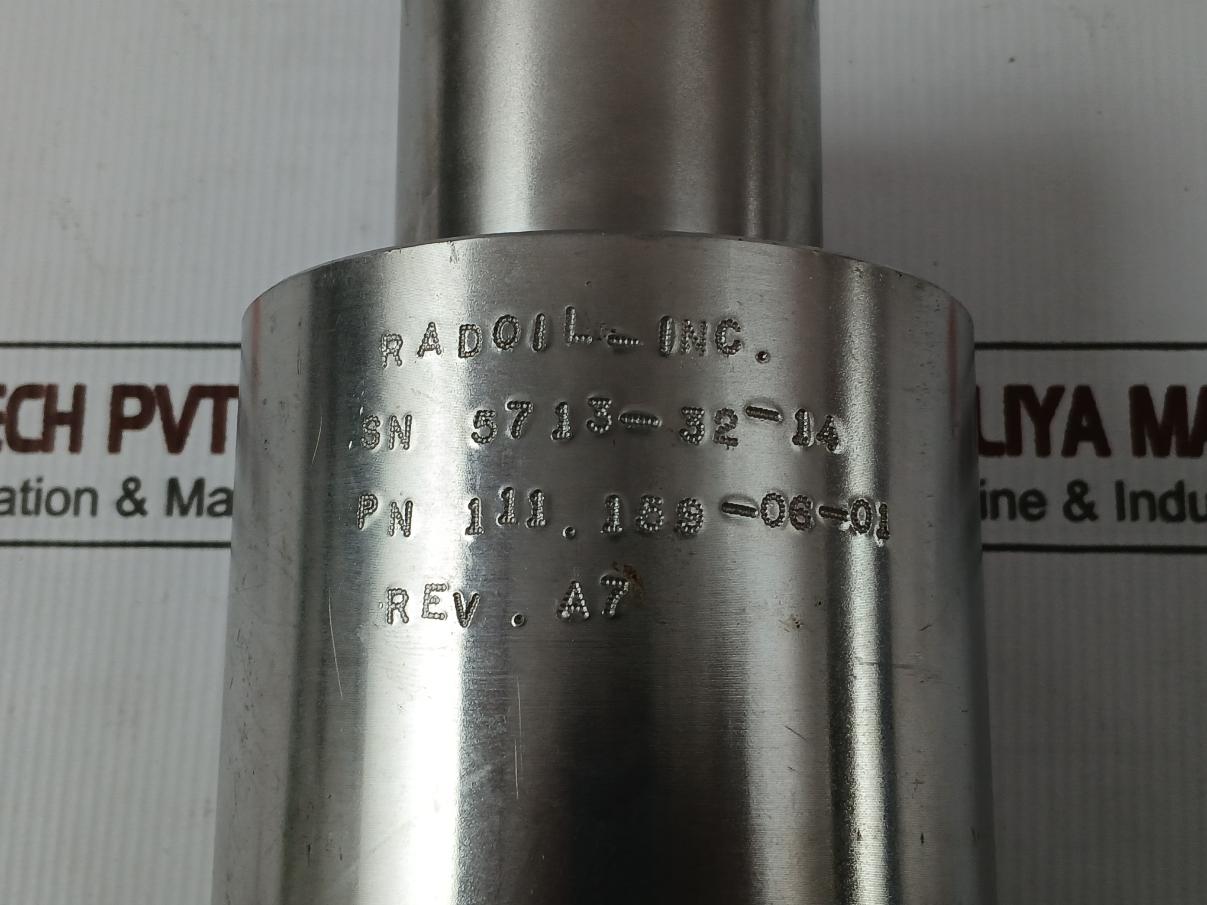 RADOIL-INC.
SN 5713-32-14
PN 111.189-06-01
REV. A7
ECH PVT
LIYA MA
ation & Ma
ine & Indu